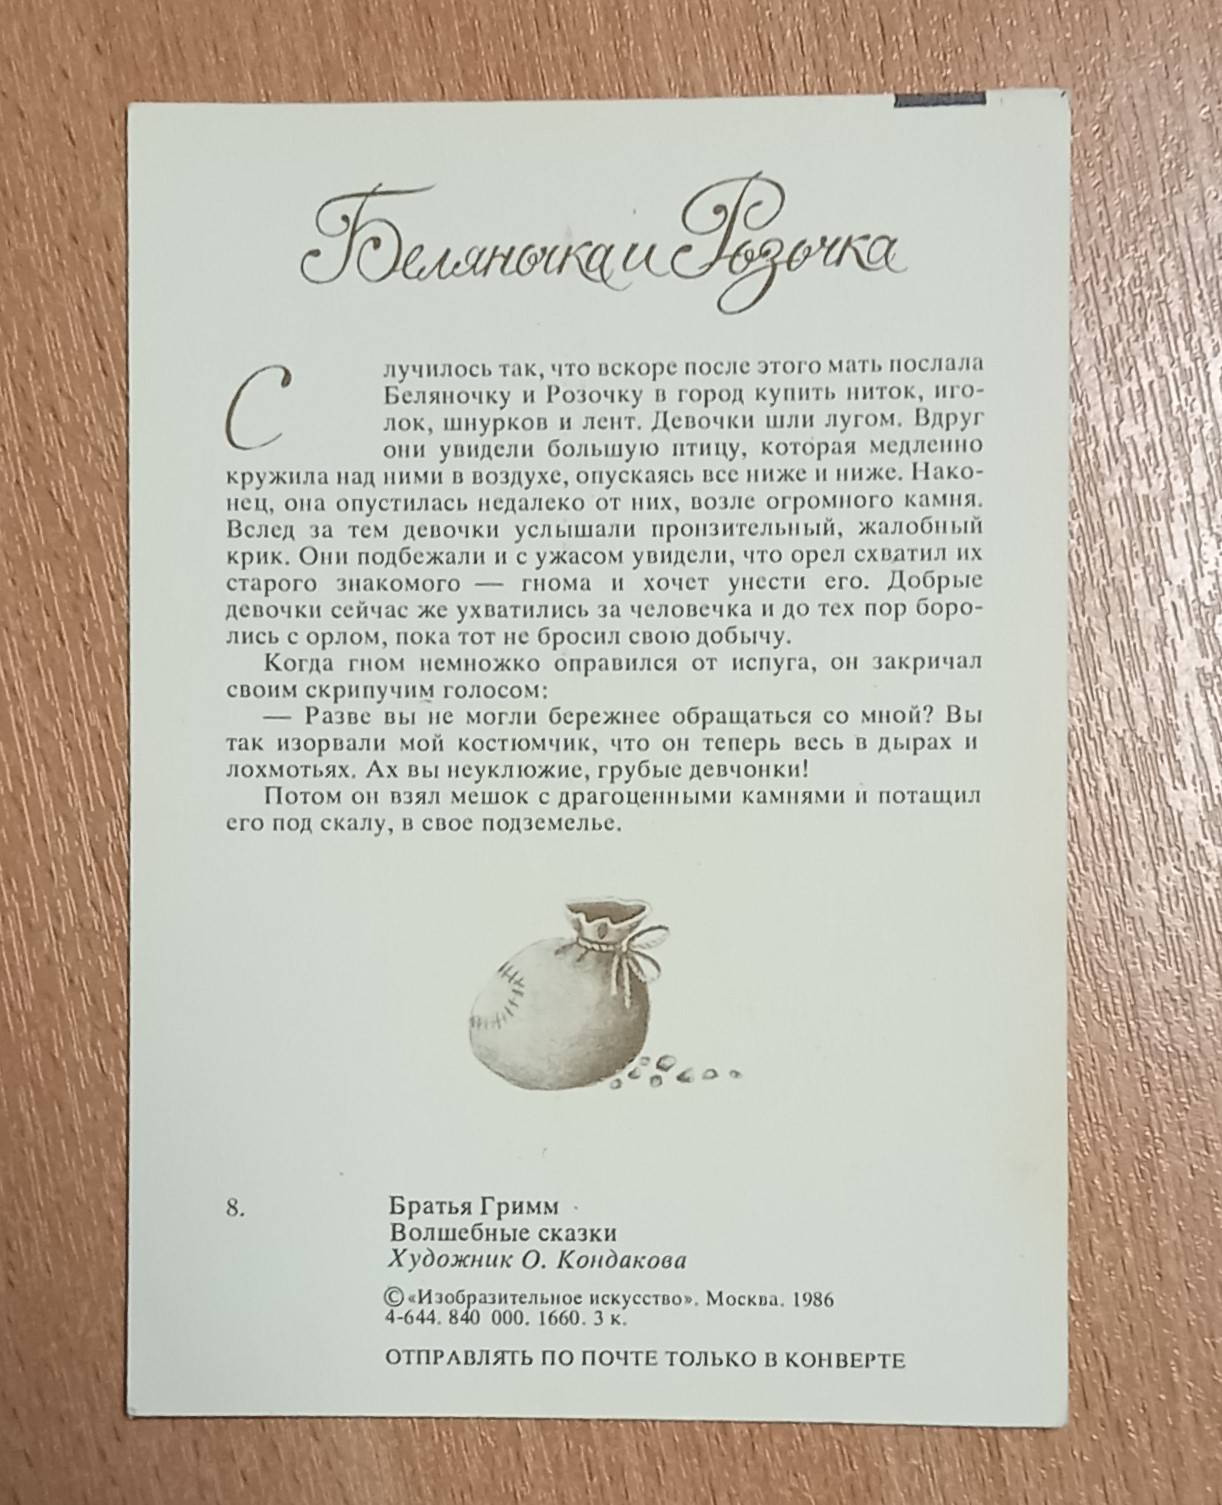 Беляночка и Розочка
Случилось так, что вскоре после этого мать послала
Беляночку и Розочку в город купить ниток, иго-
лок, шнурков и лент. Девочки шли лугом. Вдруг
они увидели большую птицу, которая медленно
кружила над ними в воздухе, опускаясь все ниже и ниже. Нако-
нец, она опустилась недалеко от них, возле огромного камня.
Вслед за тем девочки услышали пронзительный, жалобный
крик. Они подбежали и с ужасом увидели, что орел схватил их
старого знакомого — гнома и хочет унести его. Добрые
девочки сейчас же ухватились за человечка и до тех пор боро-
лись с орлом, пока тот не бросил свою добычу.
Когда гном немножко оправился от испуга, он закричал
своим скрипучим голосом:
— Разве вы не могли бережнее обращаться со мной? Вы
так изорвали мой костюмчик, что он теперь весь в дырах и
лохмотьях. Ах вы неуклюжие, грубые девчонки!
Потом он взял мешок с драгоценными камнями и потащил
его под скалу, в свое подземелье.
8.
Братья Гримм
Волшебные сказки
Художник О. Кондакова
© «Изобразительное искусство». Москва. 1986
4-644. 840 000. 1660. 3 к.
ОТПРАВЛЯТЬ ПО ПОЧТЕ ТОЛЬКО В КОНВЕРТЕ